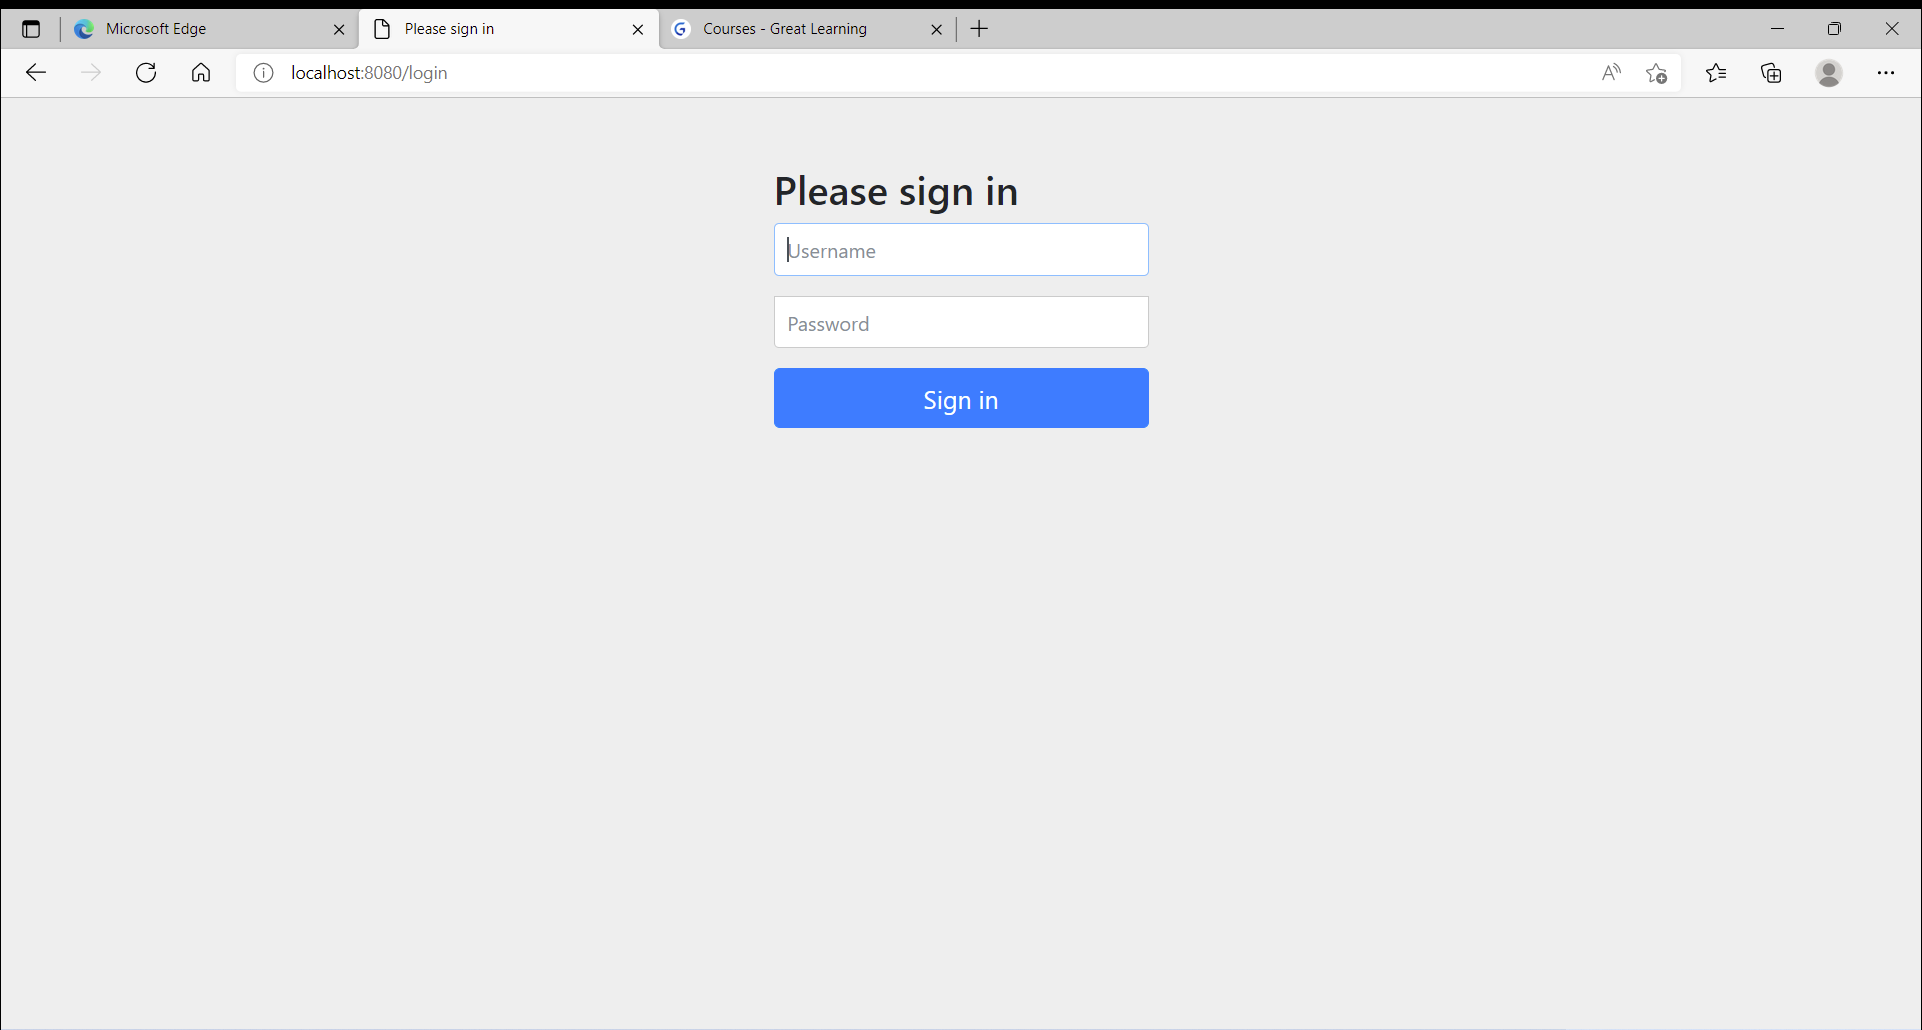 Microsoft Edge
Please sign in
Courses - Great Learning
localhost:8080/login
Please sign in
Username
Password
Sign in